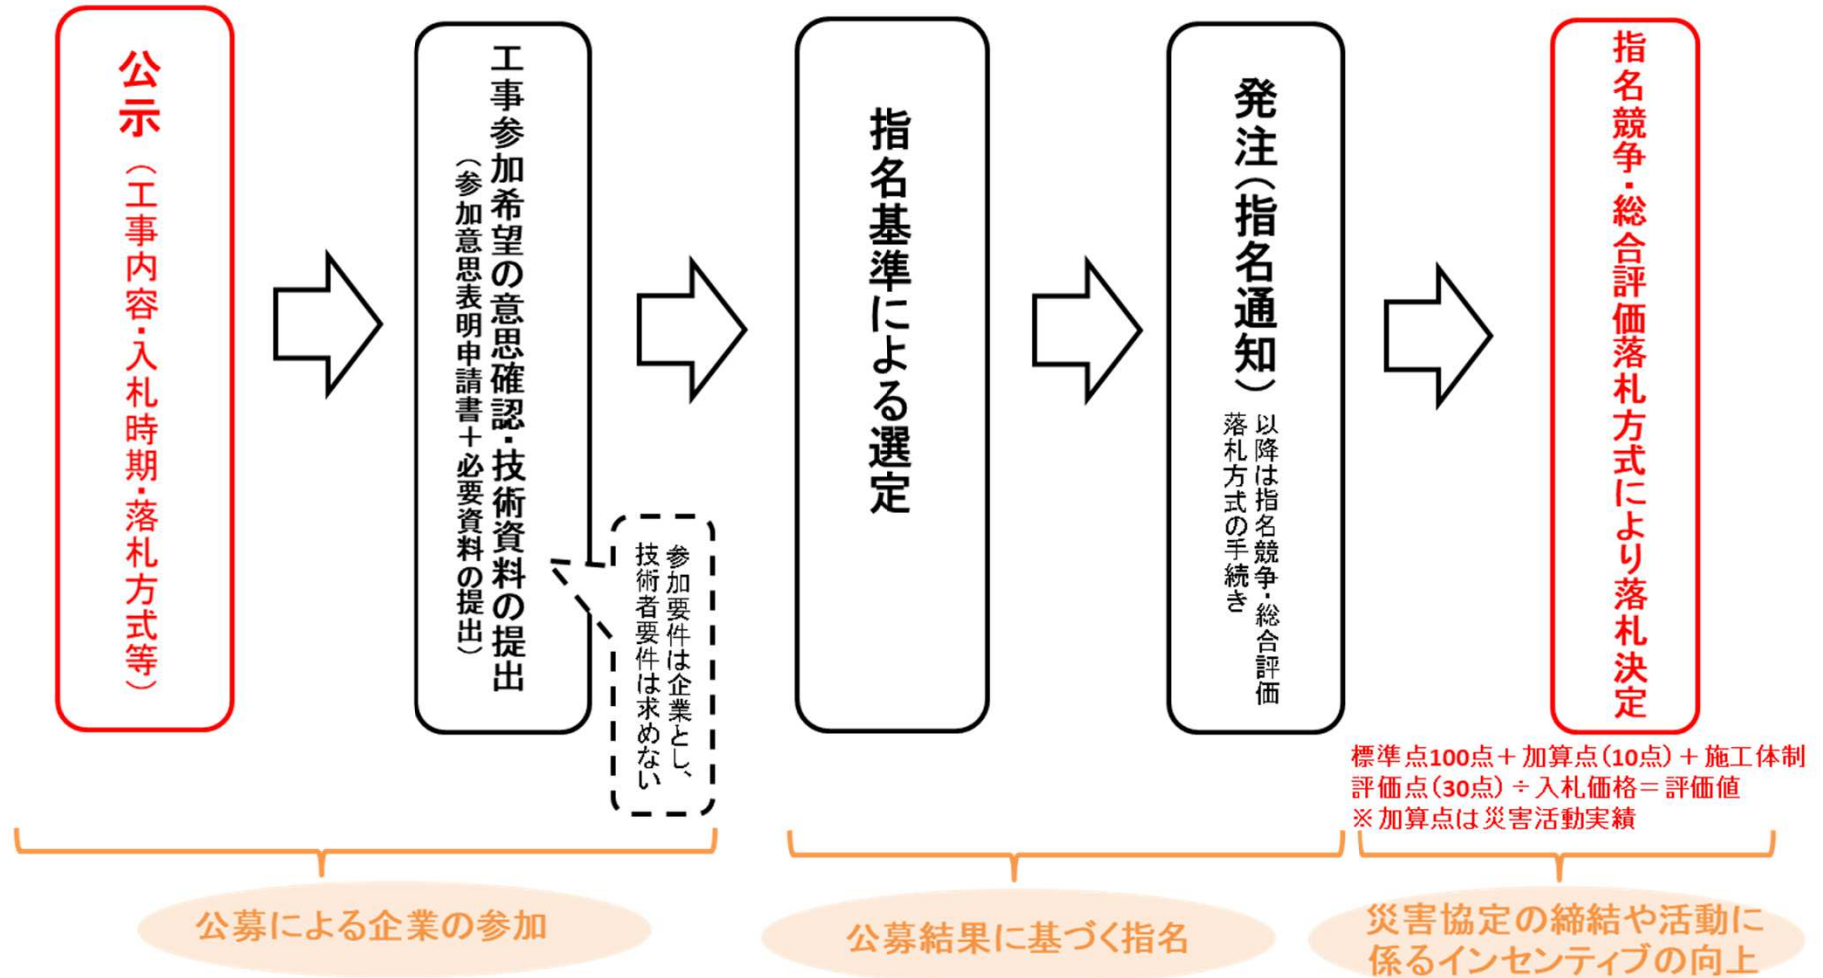 公示（工事内容・入札時期・落札方式等）
工事参加希望の意思確認・技術資料の提出
（参加意思表明申請書＋必要資料の提出）
参加要件は企業とし、
技術者要件は求めない
指名基準による選定
発注（指名通知）
以降は指名競争・総合評価
落札方式の手続き
指名競争・総合評価落札方式により落札決定
標準点100点＋加算点（10点）＋施工体制
評価点（30点）÷入札価格＝評価値
※加算点は災害活動実績
公募による企業の参加
公募結果に基づく指名
災害協定の締結や活動に
係るインセンティブの向上